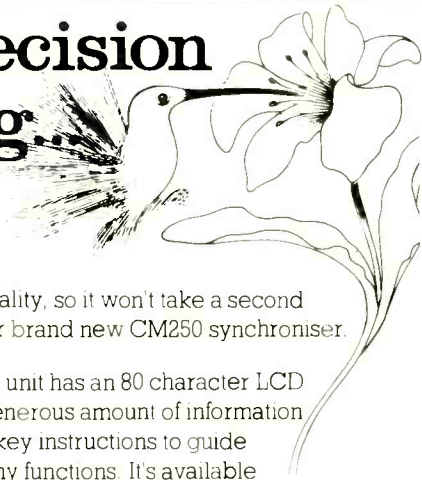 ecision
g...
ality, so it won't take a second
r brand new CM250 synchroniser.
unit has an 80 character LCD
enerous amount of information
key instructions to guide
ny functions. It's available